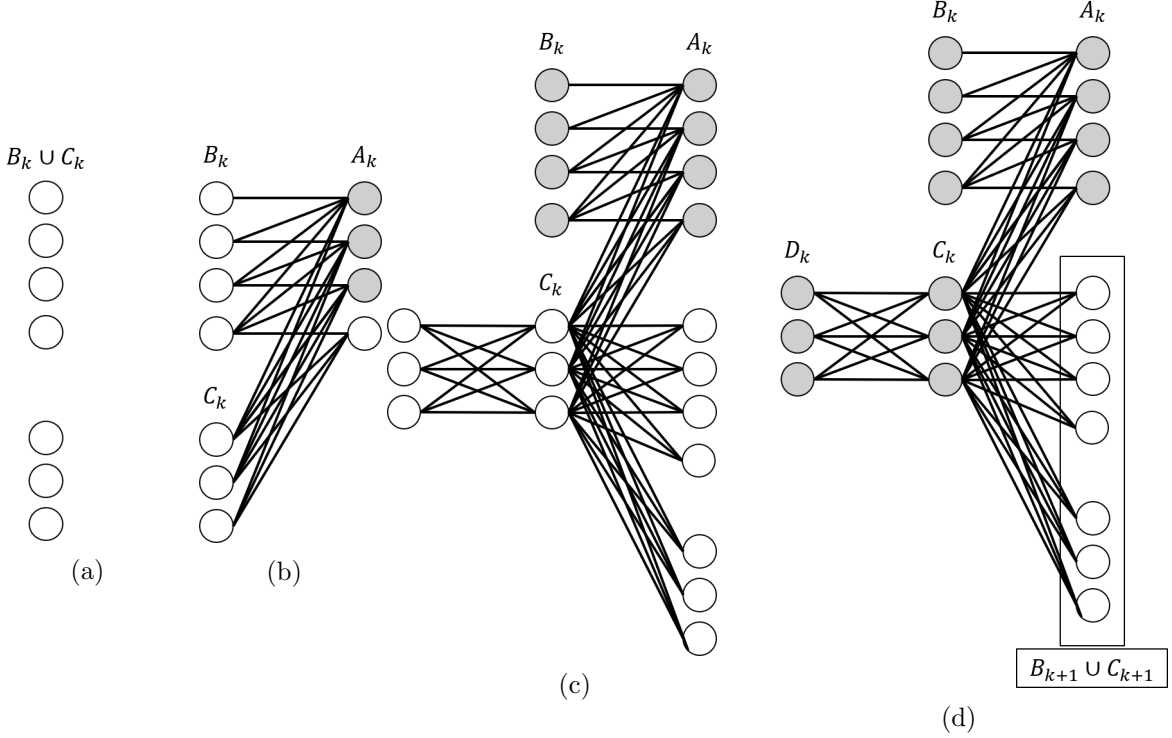 B_k ∪ C_k
(a)
B_k
A_k
C_k
(b)
B_k
A_k
C_k
(c)
B_k
A_k
D_k
C_k
B_{k+1} ∪ C_{k+1}
(d)